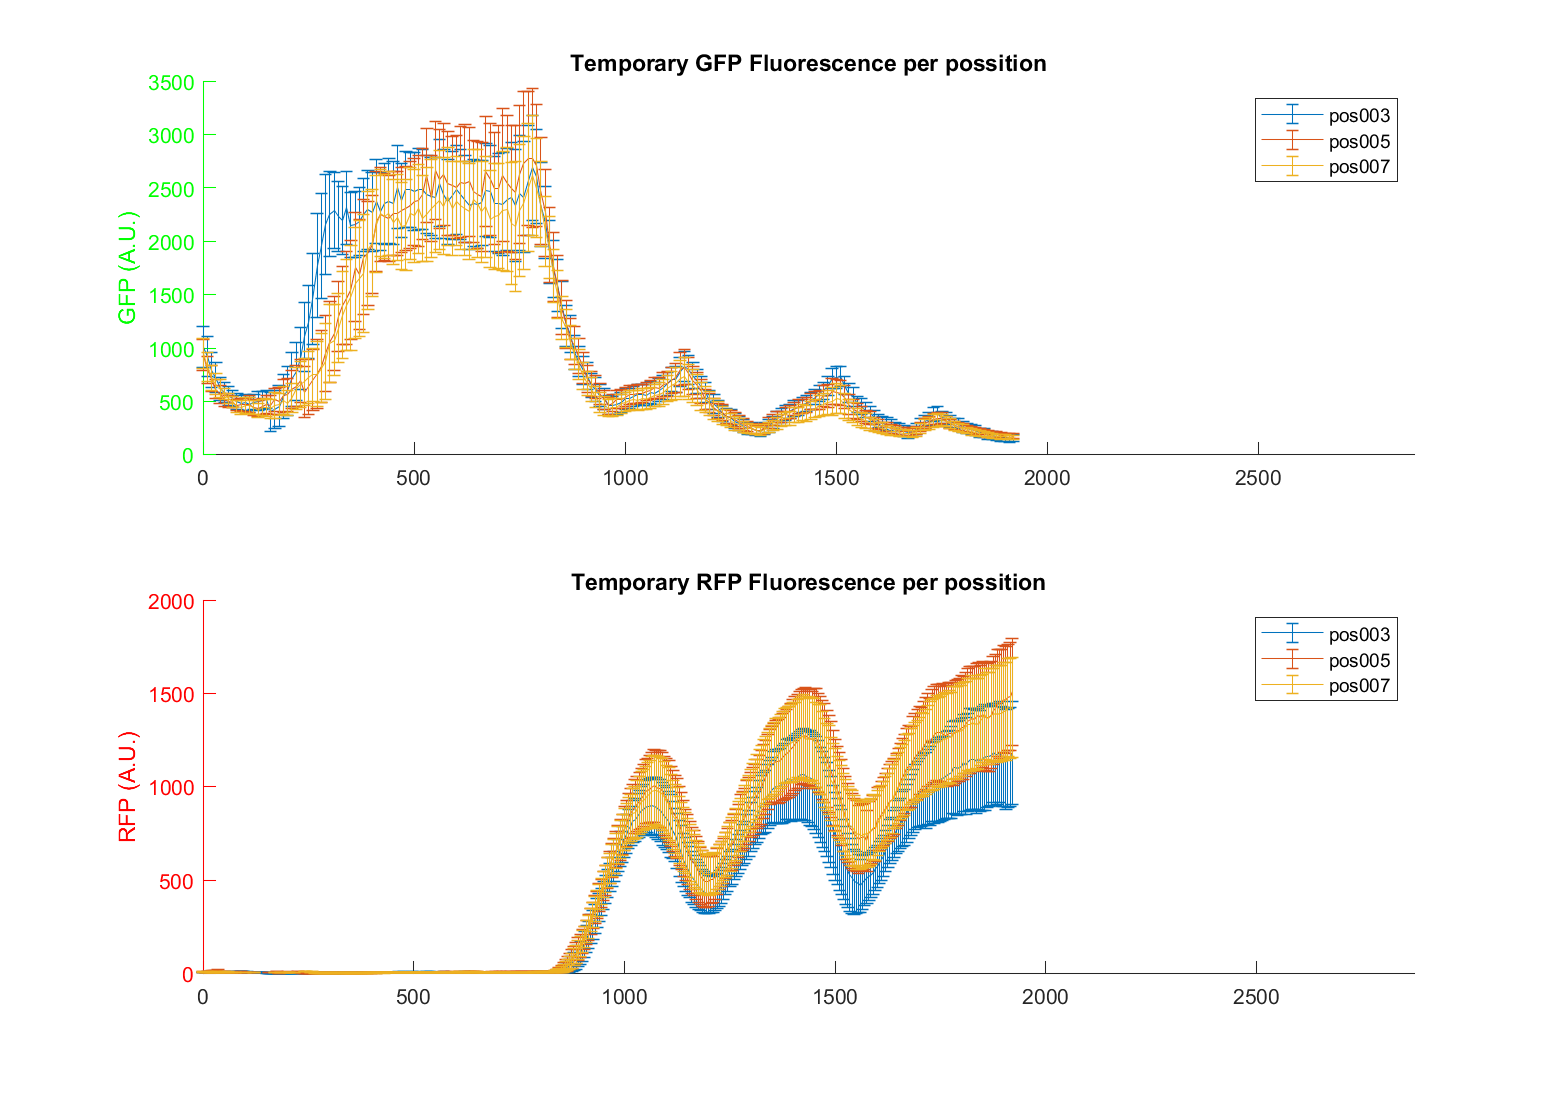 Temporary GFP Fluorescence per possition
3500
3000
2500
2000
1500
1000
500
0
GFP (A.U.)
pos003
pos005
pos007
0 500 1000 1500 2000 2500
Temporary RFP Fluorescence per possition
2000
1500
1000
500
0
RFP (A.U.)
pos003
pos005
pos007
0 500 1000 1500 2000 2500